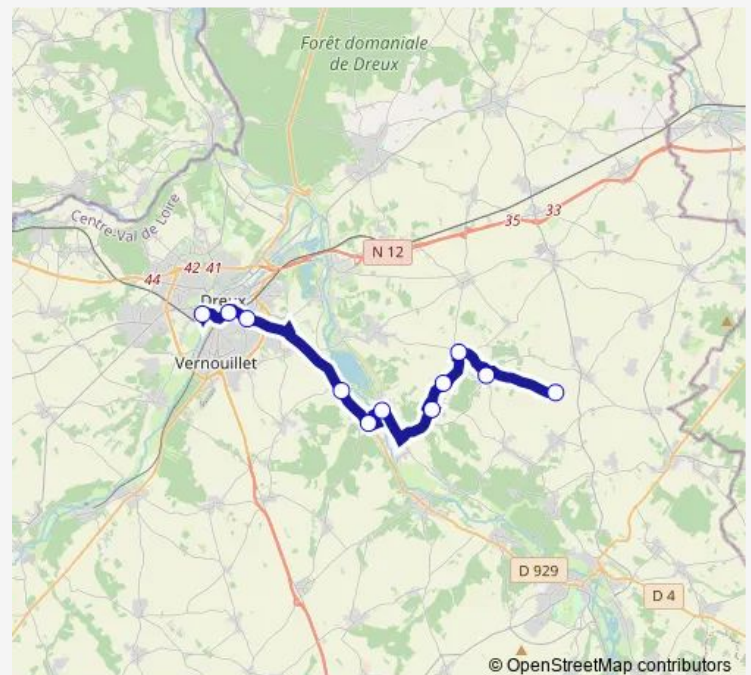 Forêt domaniale
de Dreux
Centre-Val de Loire
35 33
N 12
42 41
44
Dreux
Vernouillet
D 929
D 4
© OpenStreetMap contributors